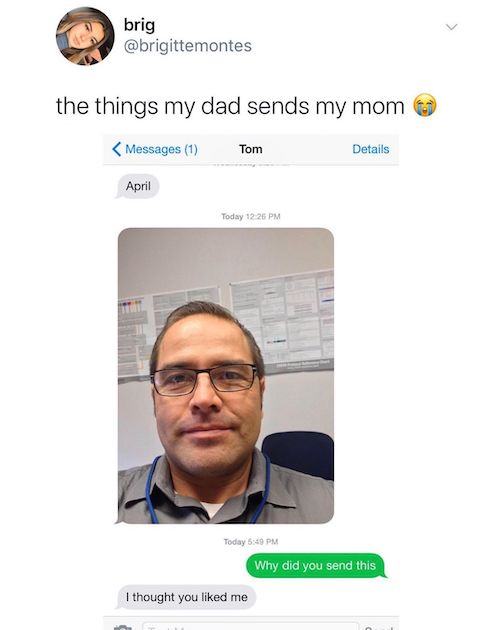 brig
@brigittemontes
the things my dad sends my mom 😭
Messages (1) Tom Details
April
Today 12:26 PM
Today 5:49 PM
Why did you send this
I thought you liked me